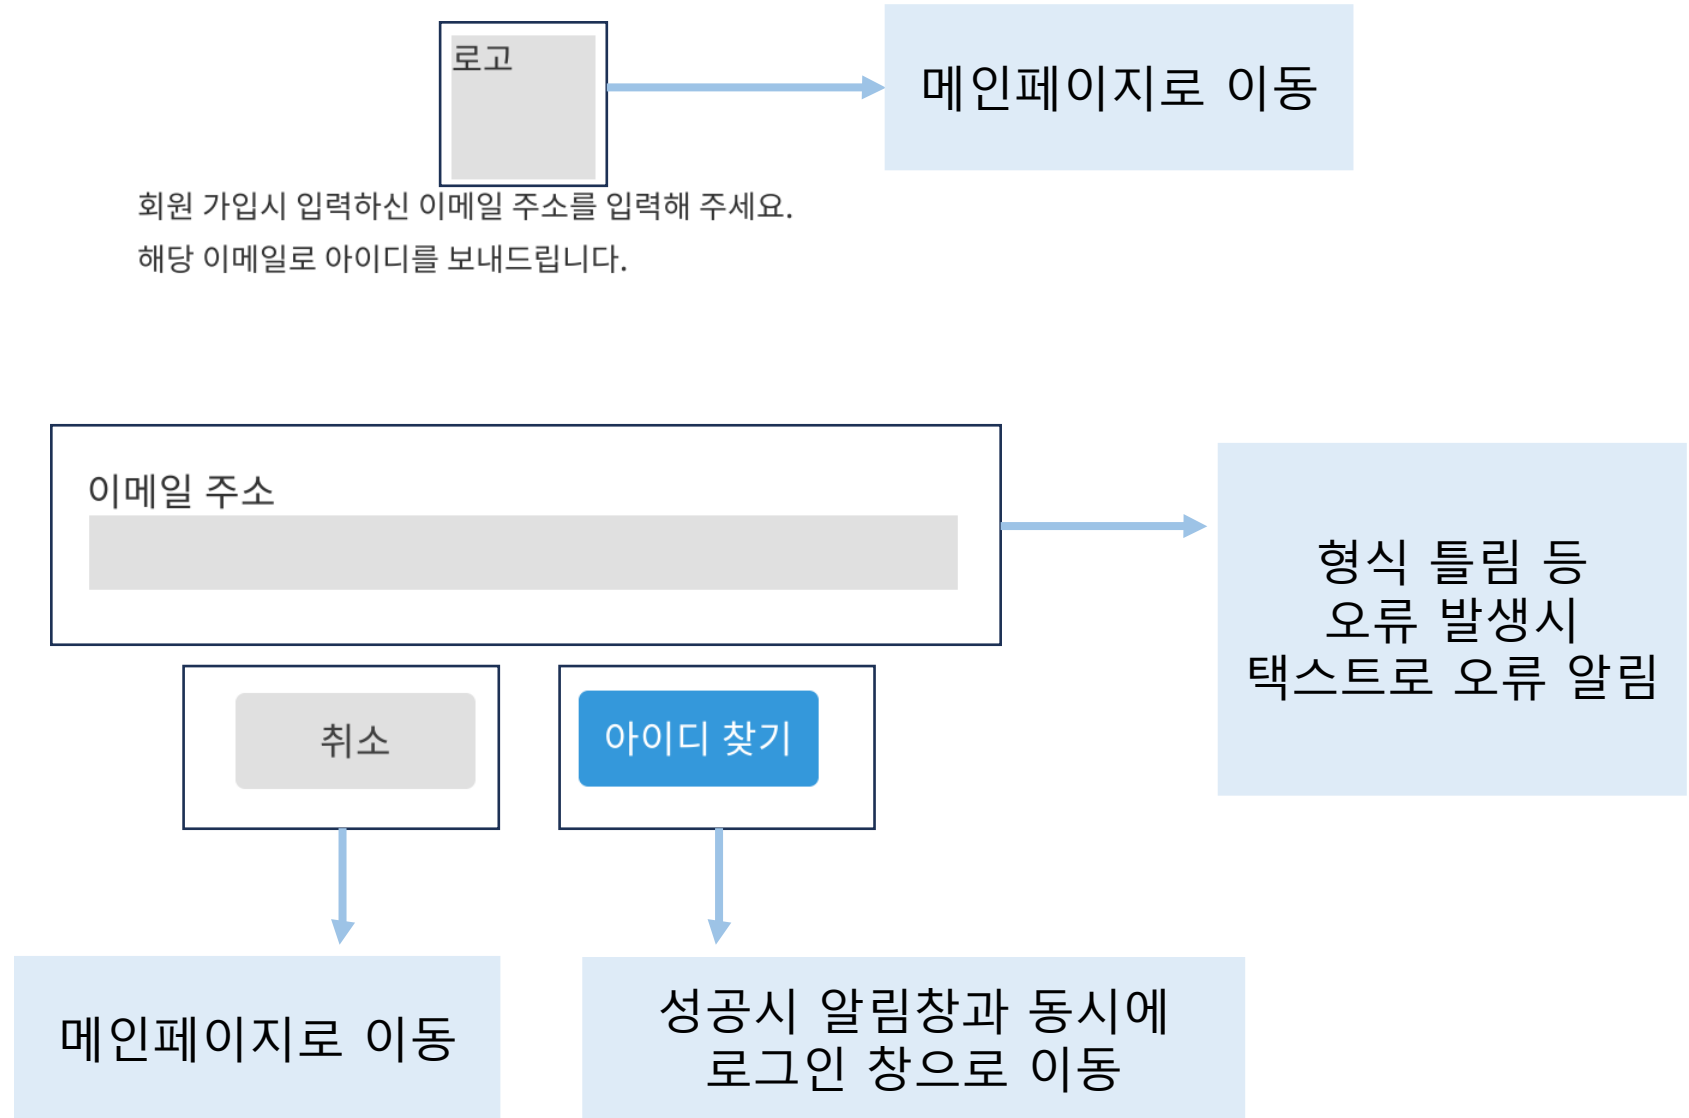 로고
메인페이지로 이동
회원 가입시 입력하신 이메일 주소를 입력해 주세요.
해당 이메일로 아이디를 보내드립니다.
이메일 주소
형식 틀림 등
오류 발생시
택스트로 오류 알림
취소
아이디 찾기
메인페이지로 이동
성공시 알림창과 동시에
로그인 창으로 이동